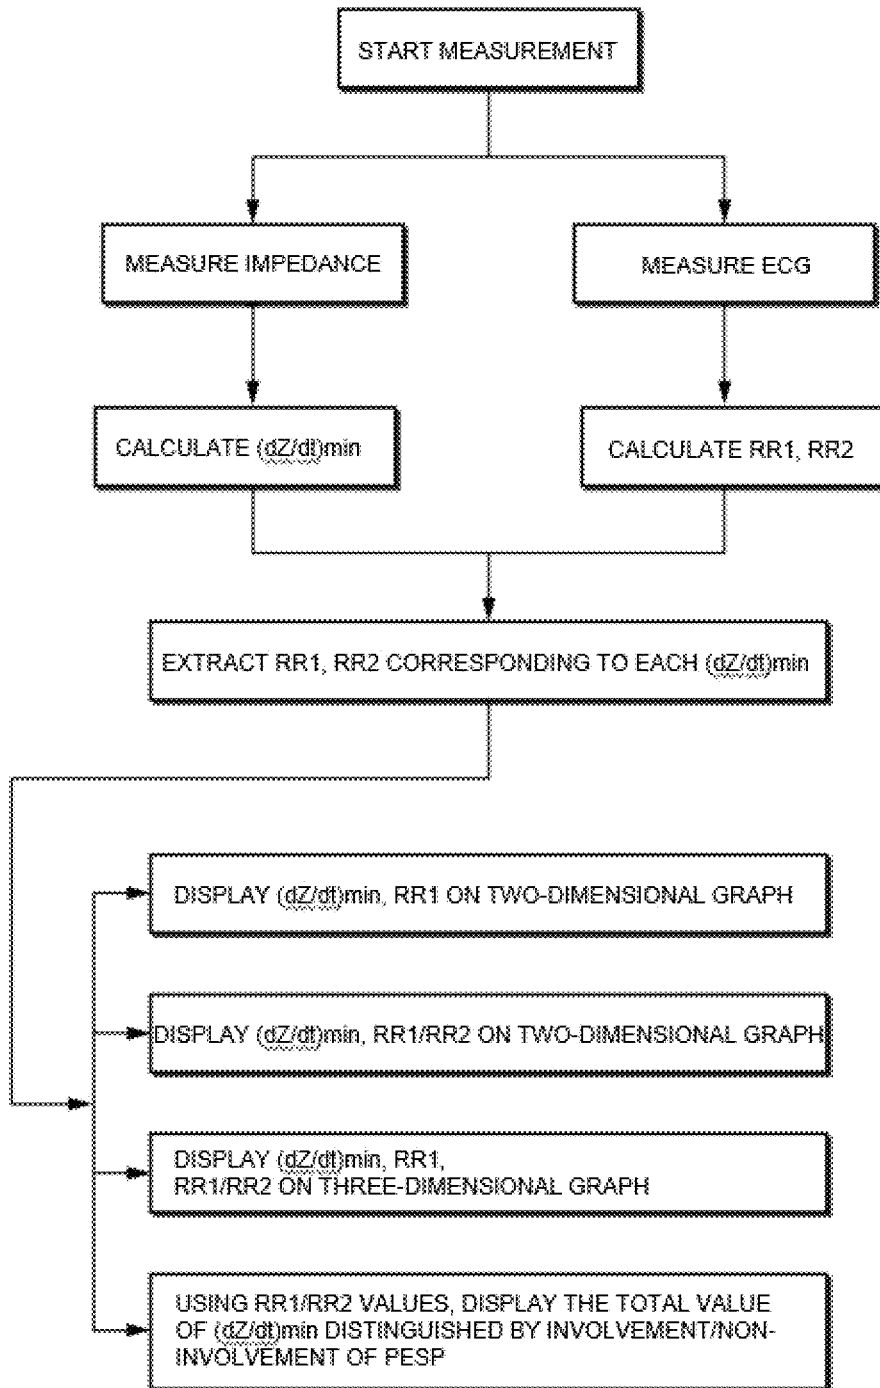 START MEASUREMENT
MEASURE IMPEDANCE
MEASURE ECG
CALCULATE (dZ/dt)min
CALCULATE RR1, RR2
EXTRACT RR1, RR2 CORRESPONDING TO EACH (dZ/dt)min
DISPLAY (dZ/dt)min, RR1 ON TWO-DIMENSIONAL GRAPH
DISPLAY (dZ/dt)min, RR1/RR2 ON TWO-DIMENSIONAL GRAPH
DISPLAY (dZ/dt)min, RR1,
RR1/RR2 ON THREE-DIMENSIONAL GRAPH
USING RR1/RR2 VALUES, DISPLAY THE TOTAL VALUE
OF (dZ/dt)min DISTINGUISHED BY INVOLVEMENT/NON-
INVOLVEMENT OF PESP